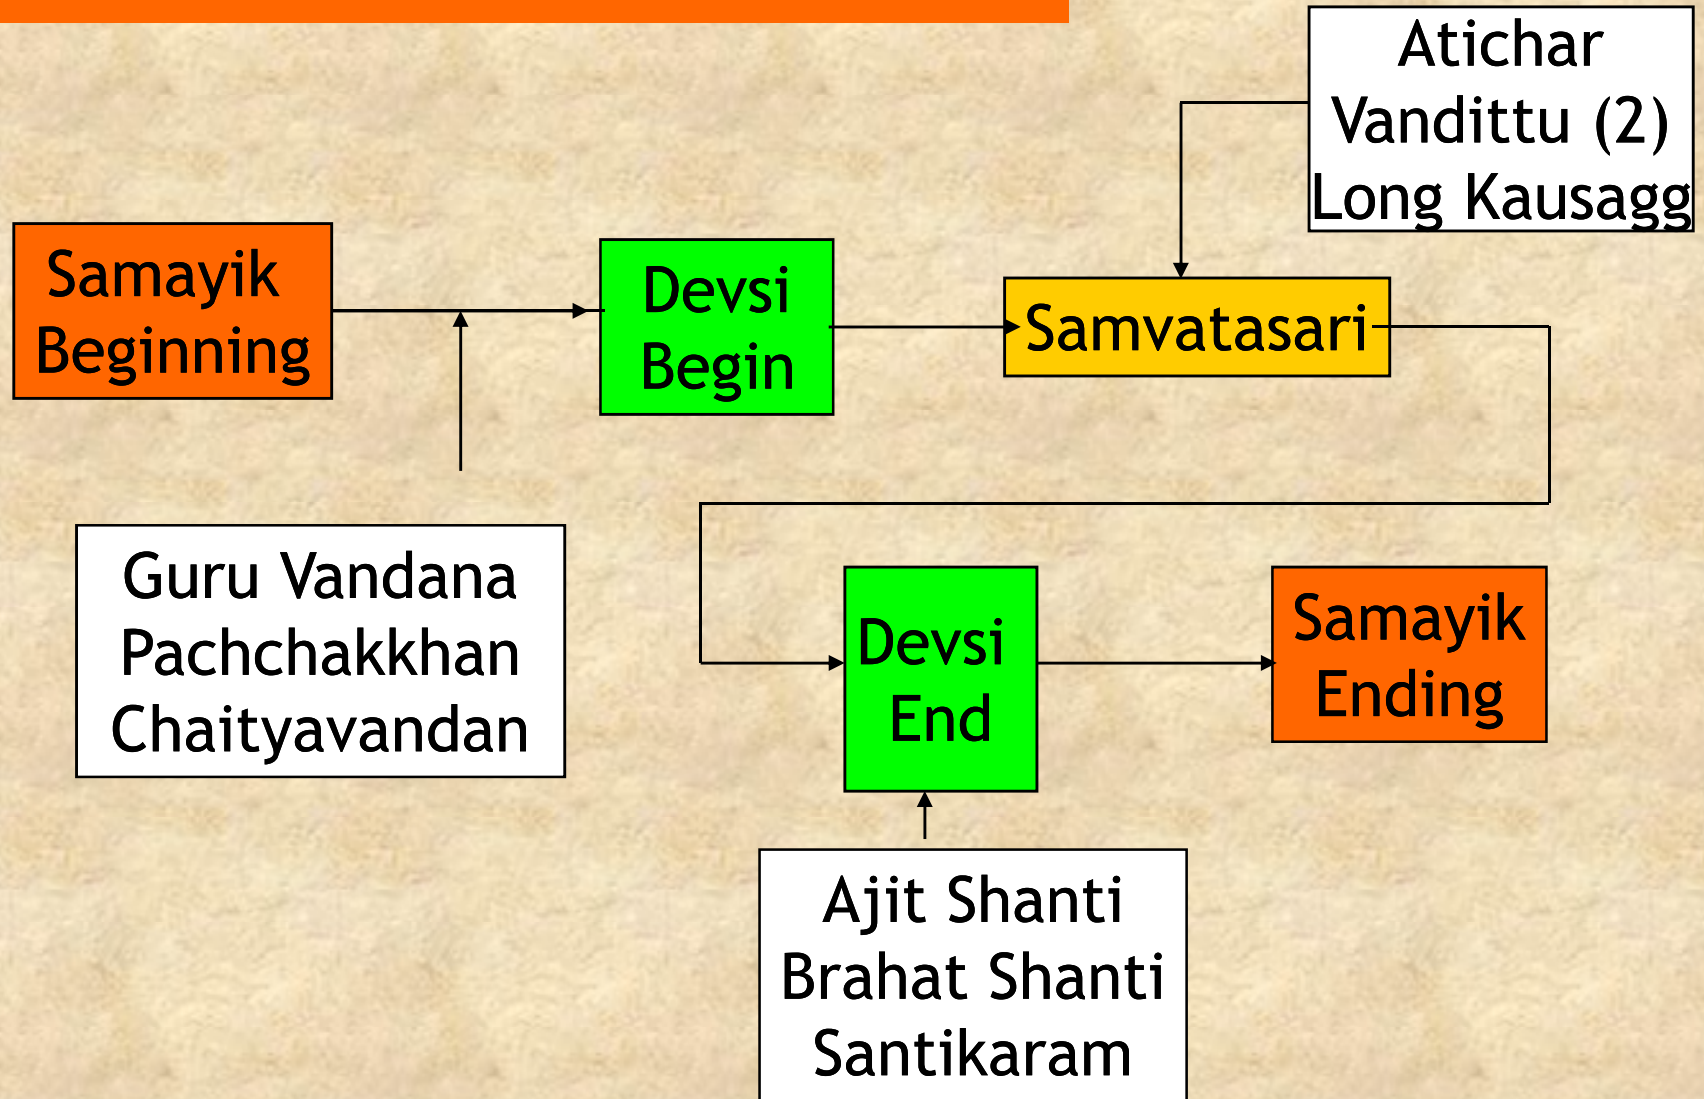 Atichar
Vandittu (2)
Long Kausagg
Samayik
Beginning
Devsi
Begin
Samvatasari
Guru Vandana
Pachchakkhan
Chaityavandan
Devsi
End
Samayik
Ending
Ajit Shanti
Brahat Shanti
Santikaram